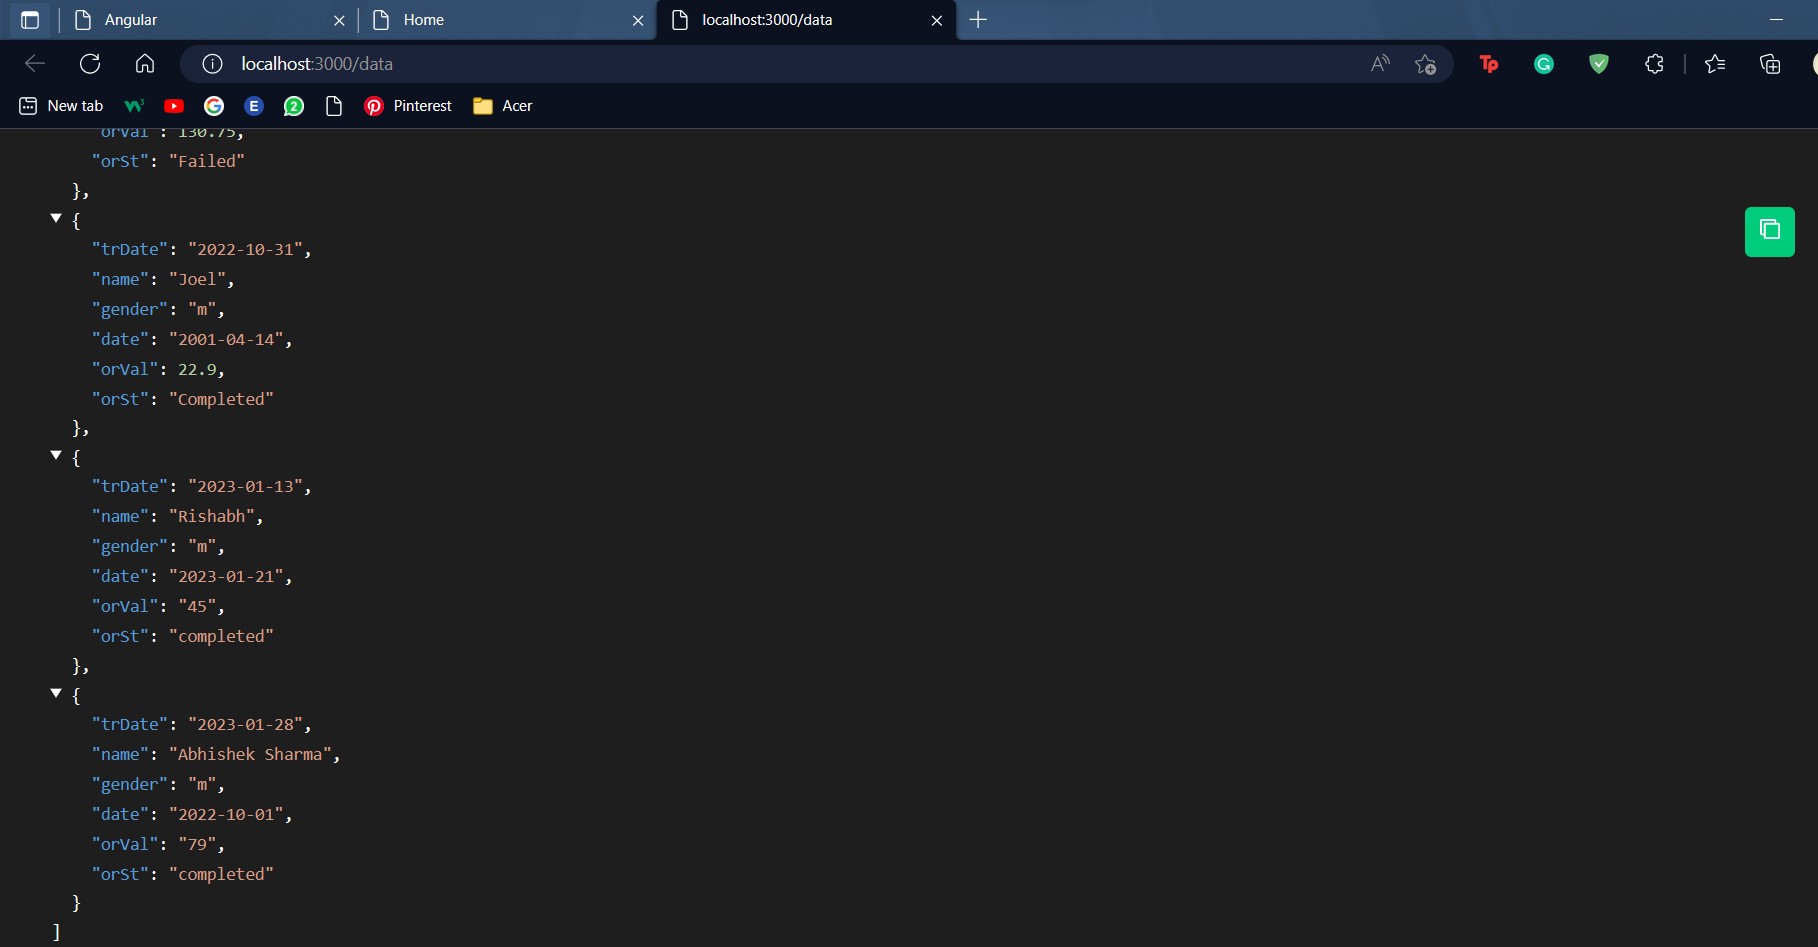 Angular
Home
localhost:3000/data
localhost:3000/data
New tab
Pinterest
Acer
"orVal": 130.75,
"orSt": "Failed"
},
{
"trDate": "2022-10-31",
"name": "Joel",
"gender": "m",
"date": "2001-04-14",
"orVal": 22.9,
"orSt": "Completed"
},
{
"trDate": "2023-01-13",
"name": "Rishabh",
"gender": "m",
"date": "2023-01-21",
"orVal": "45",
"orSt": "completed"
},
{
"trDate": "2023-01-28",
"name": "Abhishek Sharma",
"gender": "m",
"date": "2022-10-01",
"orVal": "79",
"orSt": "completed"
}
]